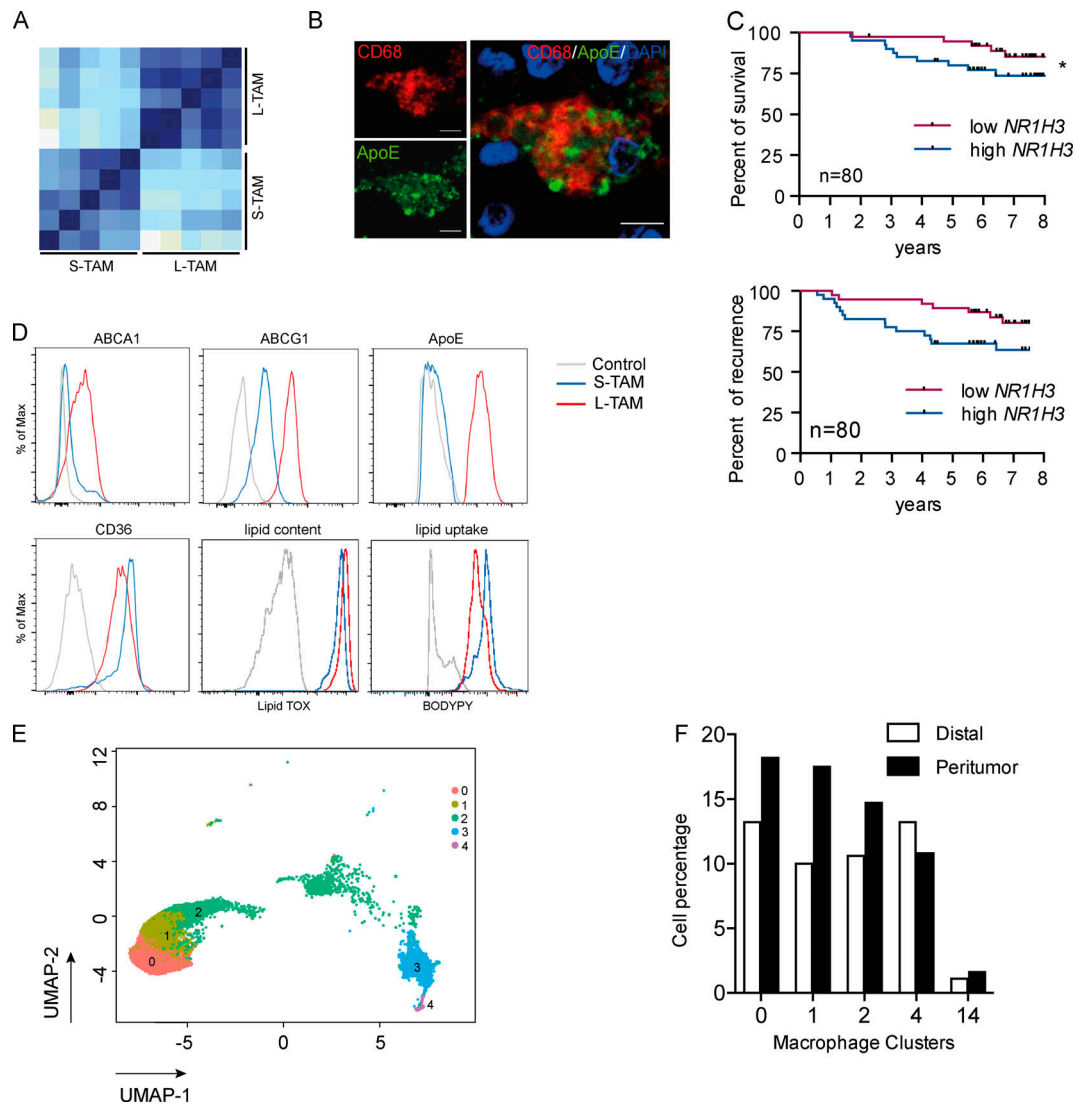 A
L-TAM
S-TAM
S-TAM
L-TAM
B
CD68
ApoE
CD68/ApoE/DAPI
C
Percent of survival
100
75
50
25
0
low NR1H3
high NR1H3
n=80
*
0 1 2 3 4 5 6 7 8
years
Percent of recurrence
100
75
50
25
0
low NR1H3
high NR1H3
n=80
0 1 2 3 4 5 6 7 8
years
D
ABCA1
ABCG1
ApoE
Control
S-TAM
L-TAM
% of Max
CD36
lipid content
lipid uptake
% of Max
Lipid TOX
BODYPY
E
12
8
4
0
-4
UMAP-2
0
1
2
3
4
0
1
2
3
4
-5 0 5
UMAP-1
F
Cell percentage
20
15
10
5
0
Distal
Peritumor
0 1 2 4 14
Macrophage Clusters